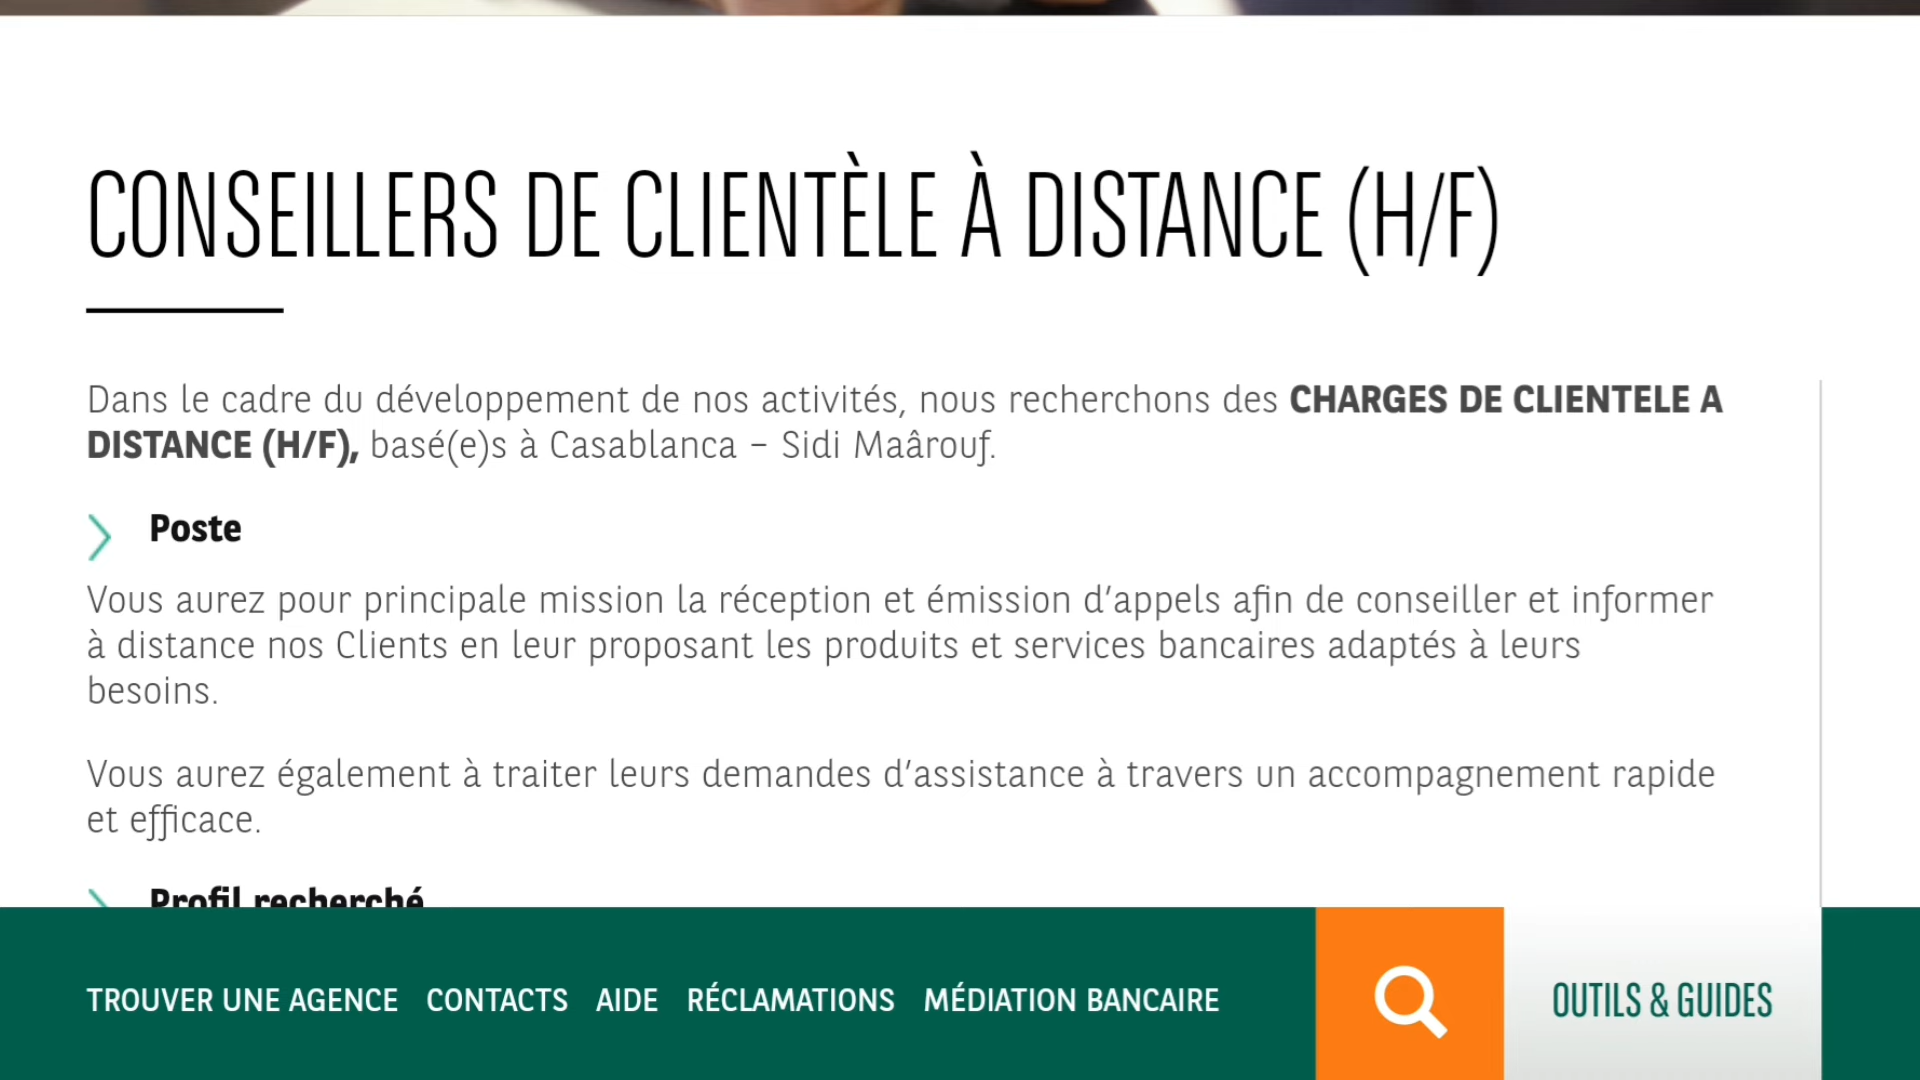 CONSEILLERS DE CLIENTÈLE À DISTANCE (H/F)
Dans le cadre du développement de nos activités, nous recherchons des CHARGES DE CLIENTELE A
DISTANCE (H/F), basé(e)s à Casablanca – Sidi Maârouf.
Poste
Vous aurez pour principale mission la réception et émission d’appels afin de conseiller et informer
à distance nos Clients en leur proposant les produits et services bancaires adaptés à leurs
besoins.
Vous aurez également à traiter leurs demandes d’assistance à travers un accompagnement rapide
et efficace.
Profil recherché
TROUVER UNE AGENCE CONTACTS AIDE RÉCLAMATIONS MÉDIATION BANCAIRE
OUTILS & GUIDES